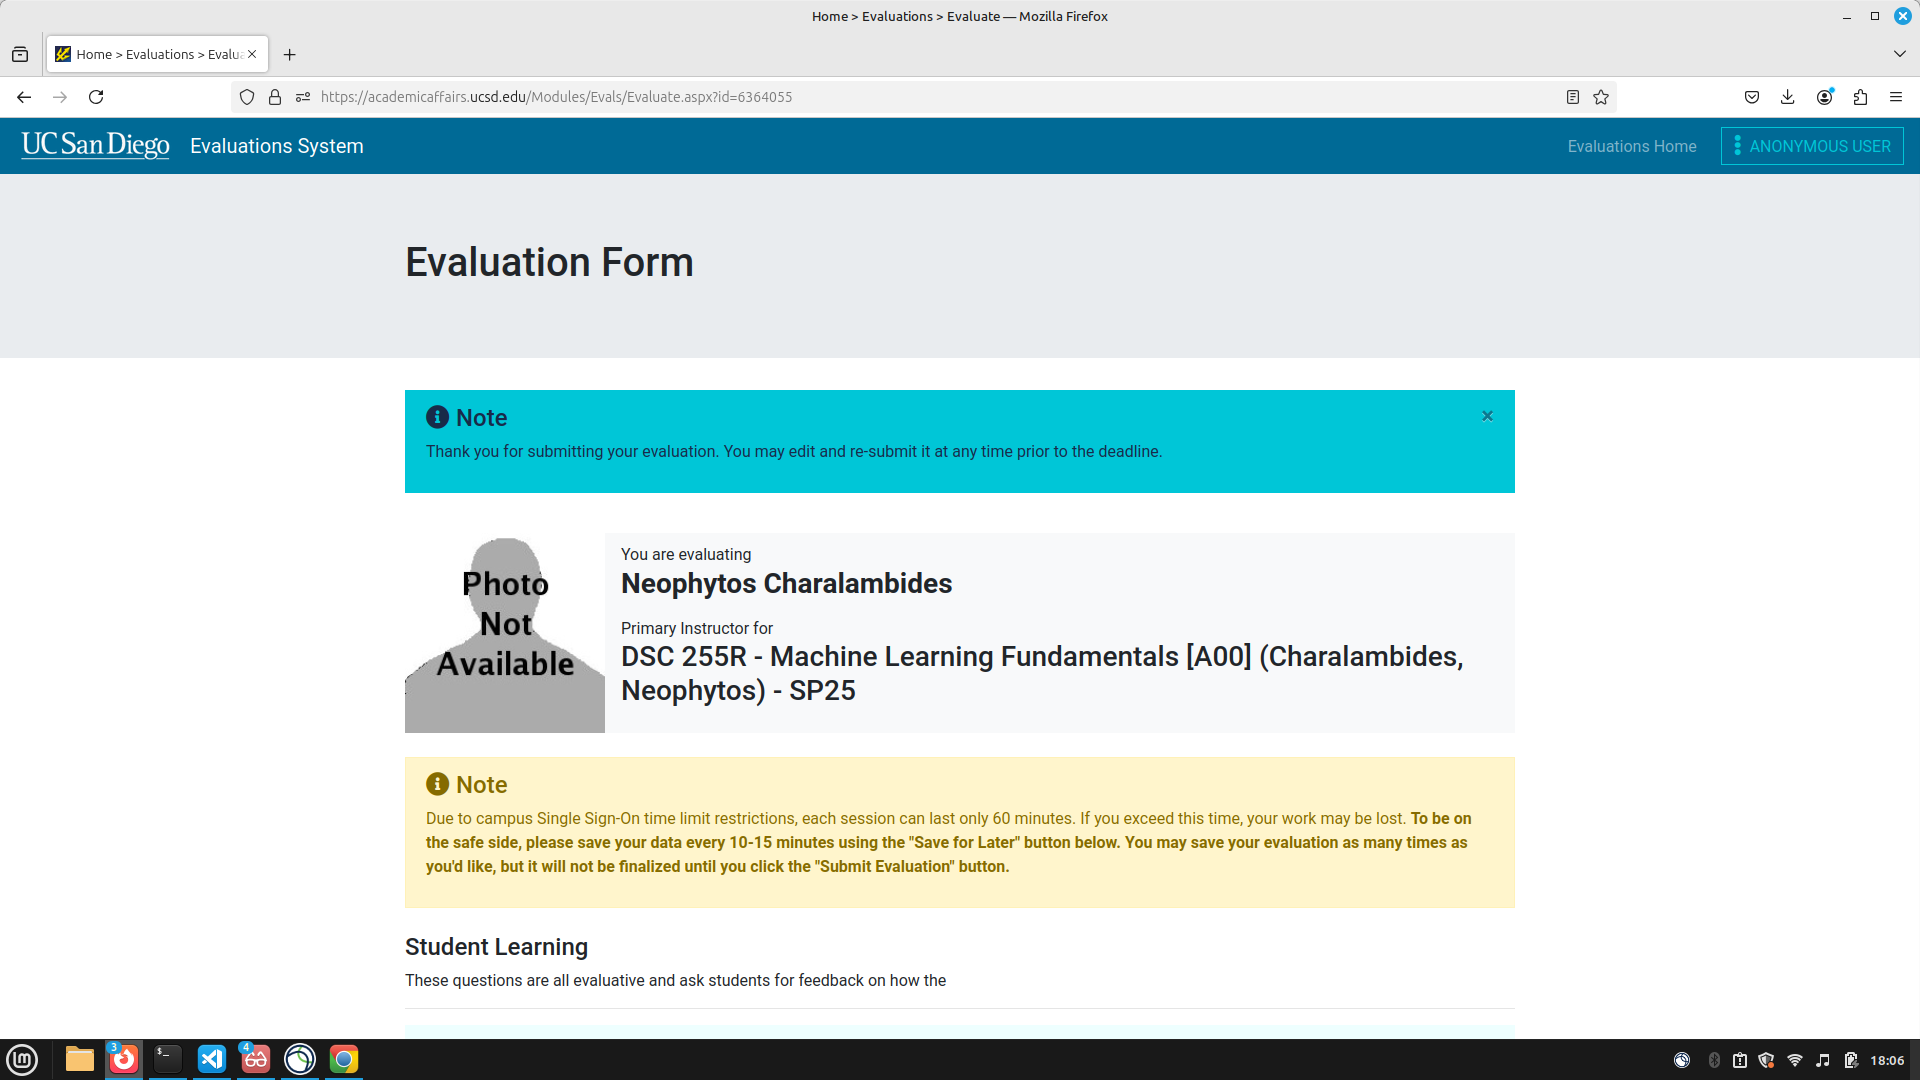 Home > Evaluations > Evaluate — Mozilla Firefox
Home > Evaluations > Evalua
https://academicaffairs.ucsd.edu/Modules/Evals/Evaluate.aspx?id=6364055
UC San Diego
Evaluations System
Evaluations Home
ANONYMOUS USER
Evaluation Form
Note
Thank you for submitting your evaluation. You may edit and re-submit it at any time prior to the deadline.
Photo
Not
Available
You are evaluating
Neophytos Charalambides
Primary Instructor for
DSC 255R - Machine Learning Fundamentals [A00] (Charalambides,
Neophytos) - SP25
Note
Due to campus Single Sign-On time limit restrictions, each session can last only 60 minutes. If you exceed this time, your work may be lost. To be on
the safe side, please save your data every 10-15 minutes using the "Save for Later" button below. You may save your evaluation as many times as
you'd like, but it will not be finalized until you click the "Submit Evaluation" button.
Student Learning
These questions are all evaluative and ask students for feedback on how the
3
4
18:06